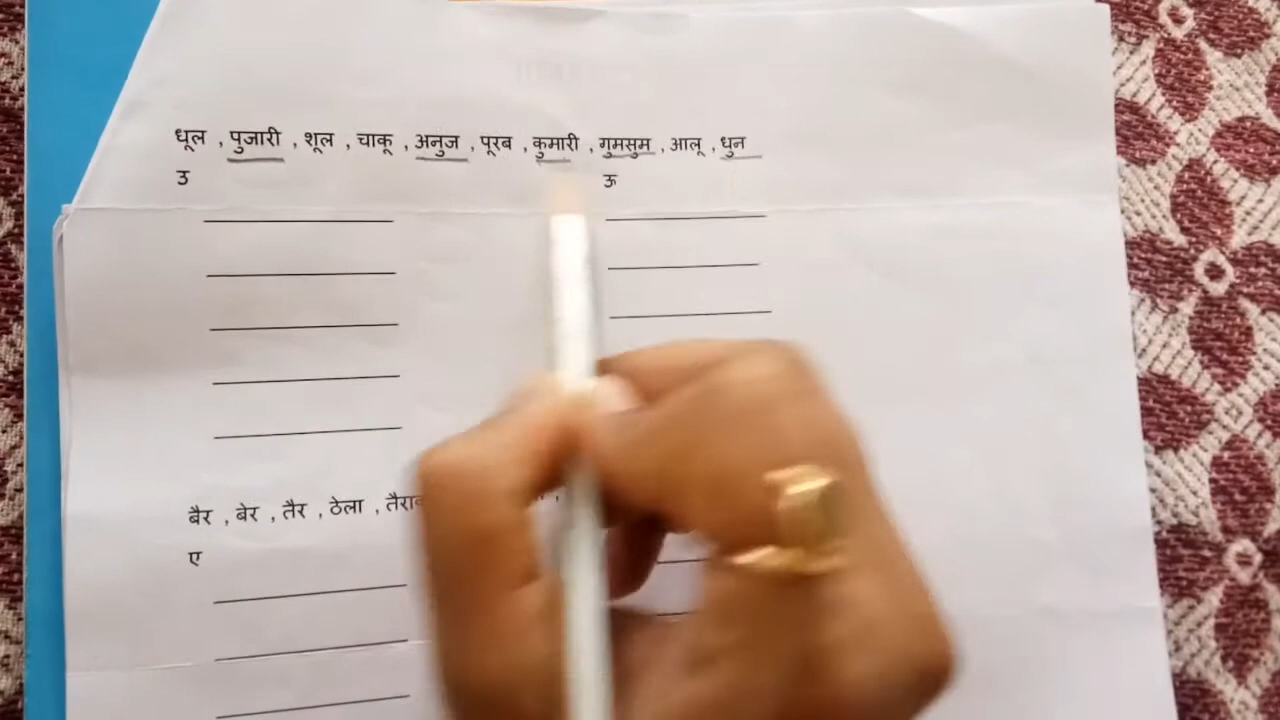 धूल , पुजारी , शूल , चाकू , अनुज , पूरब , कुमारी , गुमसुम , आलू , धुन
उ ऊ
बैर , बेर , तैर , ठेला ,
ए